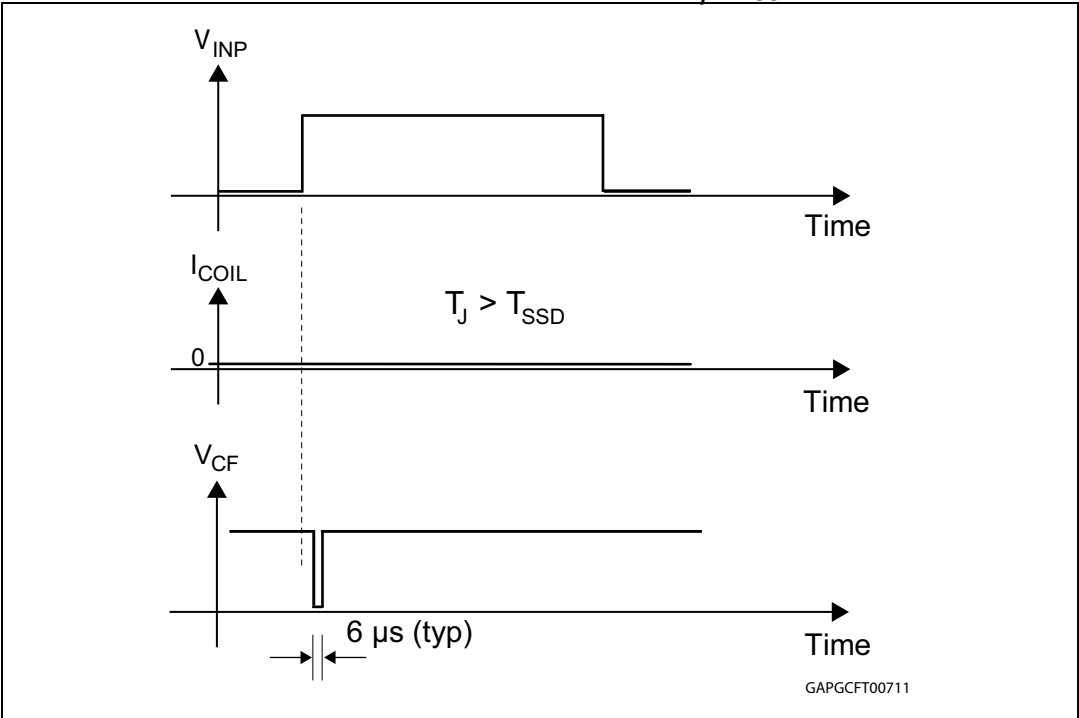 V_INP
Time
I_COIL
T_J > T_SSD
0
Time
V_CF
6 µs (typ)
Time
GAPGCFT00711